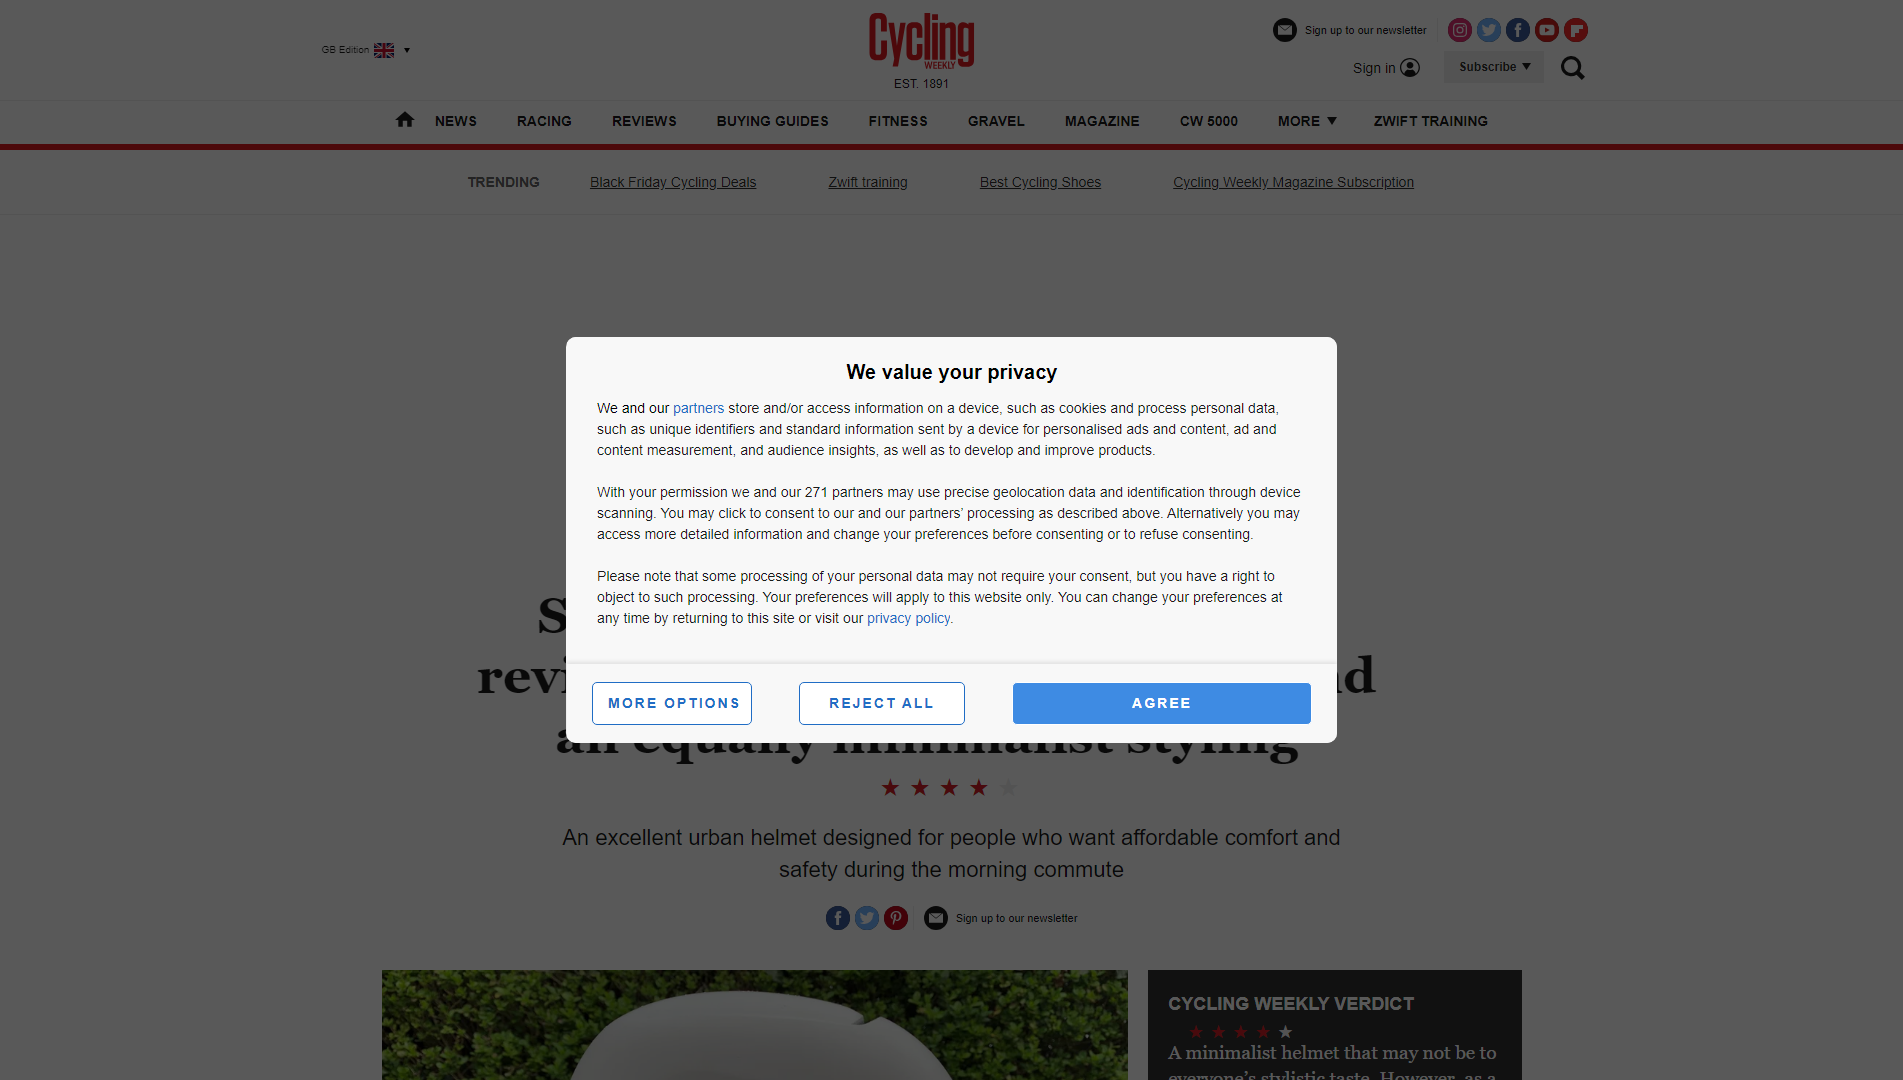 GB Edition
Cycling
WEEKLY
EST. 1891
Sign up to our newsletter
Sign in
Subscribe
NEWS RACING REVIEWS BUYING GUIDES FITNESS GRAVEL MAGAZINE CW 5000 MORE ZWIFT TRAINING
TRENDING Black Friday Cycling Deals Zwift training Best Cycling Shoes Cycling Weekly Magazine Subscription
We value your privacy
We and our partners store and/or access information on a device, such as cookies and process personal data,
such as unique identifiers and standard information sent by a device for personalised ads and content, ad and
content measurement, and audience insights, as well as to develop and improve products.
With your permission we and our 271 partners may use precise geolocation data and identification through device
scanning. You may click to consent to our and our partners’ processing as described above. Alternatively you may
access more detailed information and change your preferences before consenting or to refuse consenting.
Please note that some processing of your personal data may not require your consent, but you have a right to
object to such processing. Your preferences will apply to this website only. You can change your preferences at
any time by returning to this site or visit our privacy policy.
MORE OPTIONS REJECT ALL AGREE
an equally minimalist styling
An excellent urban helmet designed for people who want affordable comfort and
safety during the morning commute
Sign up to our newsletter
CYCLING WEEKLY VERDICT
A minimalist helmet that may not be to
everyone’s stylistic taste. However, as a